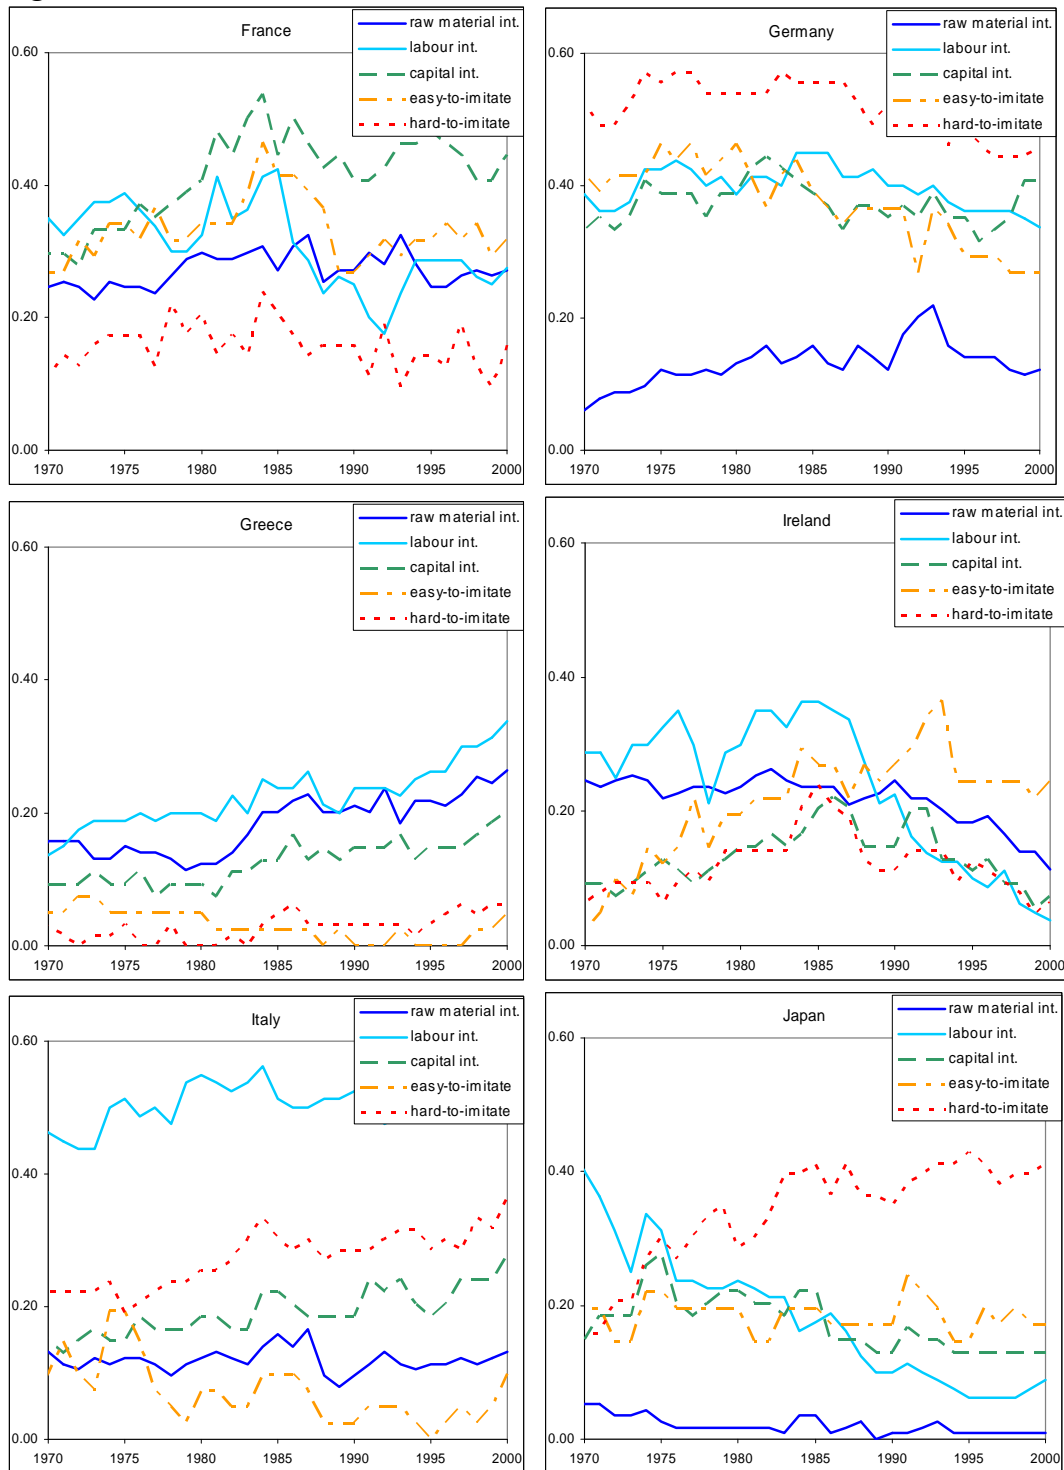 France
raw material int.
labour int.
capital int.
easy-to-imitate
hard-to-imitate
0.60
0.40
0.20
0.00
1970 1975 1980 1985 1990 1995 2000
Germany
raw material int.
labour int.
capital int.
easy-to-imitate
hard-to-imitate
0.60
0.40
0.20
0.00
1970 1975 1980 1985 1990 1995 2000
Greece
raw material int.
labour int.
capital int.
easy-to-imitate
hard-to-imitate
0.60
0.40
0.20
0.00
1970 1975 1980 1985 1990 1995 2000
Ireland
raw material int.
labour int.
capital int.
easy-to-imitate
hard-to-imitate
0.60
0.40
0.20
0.00
1970 1975 1980 1985 1990 1995 2000
Italy
raw material int.
labour int.
capital int.
easy-to-imitate
hard-to-imitate
0.60
0.40
0.20
0.00
1970 1975 1980 1985 1990 1995 2000
Japan
raw material int.
labour int.
capital int.
easy-to-imitate
hard-to-imitate
0.60
0.40
0.20
0.00
1970 1975 1980 1985 1990 1995 2000